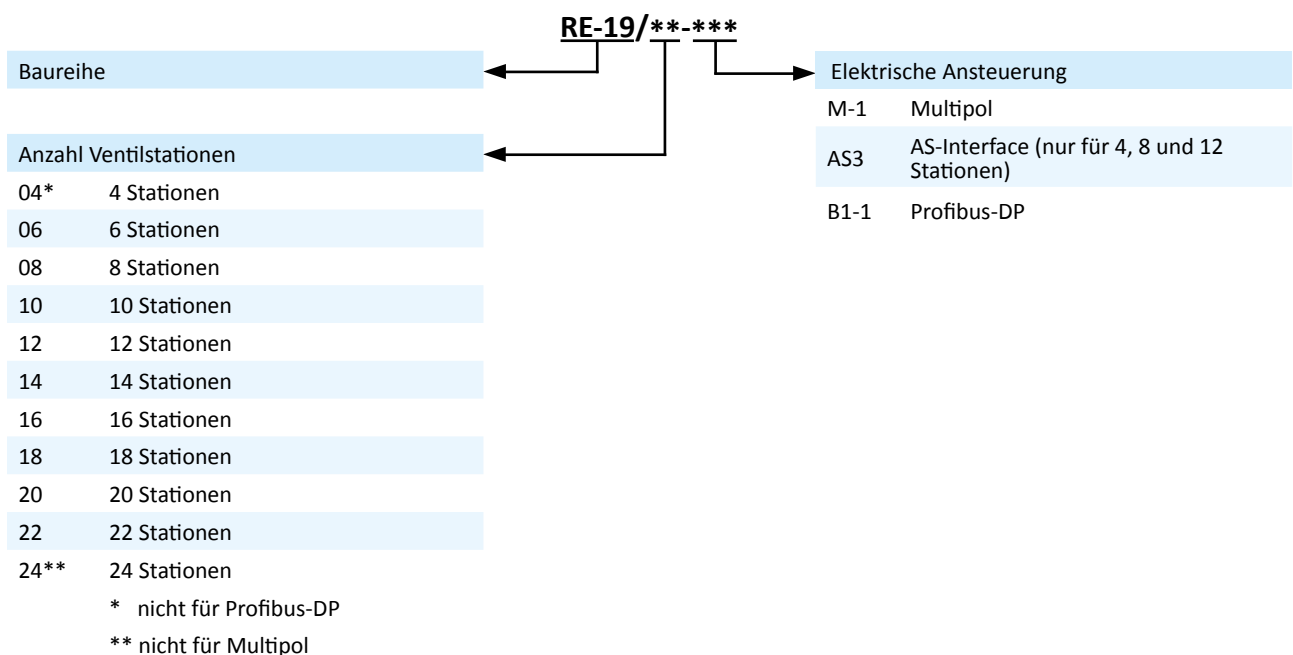 RE-19/**-***
Baureihe
Anzahl Ventilstationen
04* 4 Stationen
06 6 Stationen
08 8 Stationen
10 10 Stationen
12 12 Stationen
14 14 Stationen
16 16 Stationen
18 18 Stationen
20 20 Stationen
22 22 Stationen
24** 24 Stationen
* nicht für Profibus-DP
** nicht für Multipol
Elektrische Ansteuerung
M-1 Multipol
AS3 AS-Interface (nur für 4, 8 und 12
Stationen)
B1-1 Profibus-DP